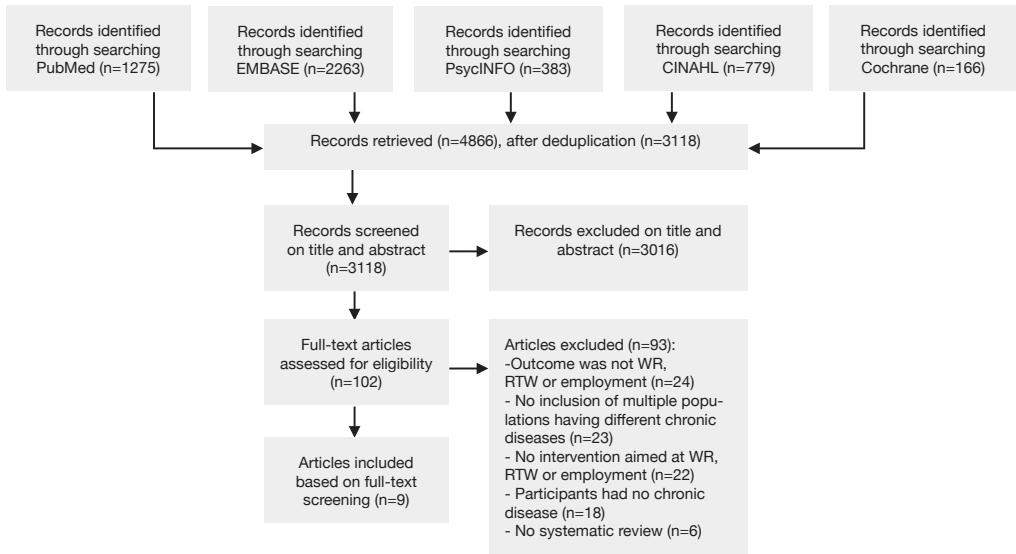 Records identified
through searching
PubMed (n=1275)
Records identified
through searching
EMBASE (n=2263)
Records identified
through searching
PsycINFO (n=383)
Records identified
through searching
CINAHL (n=779)
Records identified
through searching
Cochrane (n=166)
Records retrieved (n=4866), after deduplication (n=3118)
Records screened
on title and abstract
(n=3118)
Records excluded on title and
abstract (n=3016)
Full-text articles
assessed for eligibility
(n=102)
Articles excluded (n=93):
-Outcome was not WR,
RTW or employment (n=24)
- No inclusion of multiple popu-
lations having different chronic
diseases (n=23)
- No intervention aimed at WR,
RTW or employment (n=22)
- Participants had no chronic
disease (n=18)
- No systematic review (n=6)
Articles included
based on full-text
screening (n=9)